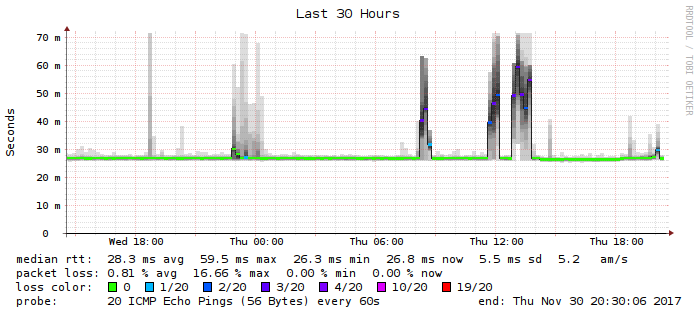 Last 30 Hours
RRDTOOL / TOBI OETIKER
Seconds
70 m
60 m
50 m
40 m
30 m
20 m
10 m
0
Wed 18:00 Thu 00:00 Thu 06:00 Thu 12:00 Thu 18:00
median rtt: 28.3 ms avg 59.5 ms max 26.3 ms min 26.8 ms now 5.5 ms sd 5.2 am/s
packet loss: 0.81 % avg 16.66 % max 0.00 % min 0.00 % now
loss color: 0 1/20 2/20 3/20 4/20 10/20 19/20
probe: 20 ICMP Echo Pings (56 Bytes) every 60s end: Thu Nov 30 20:30:06 2017